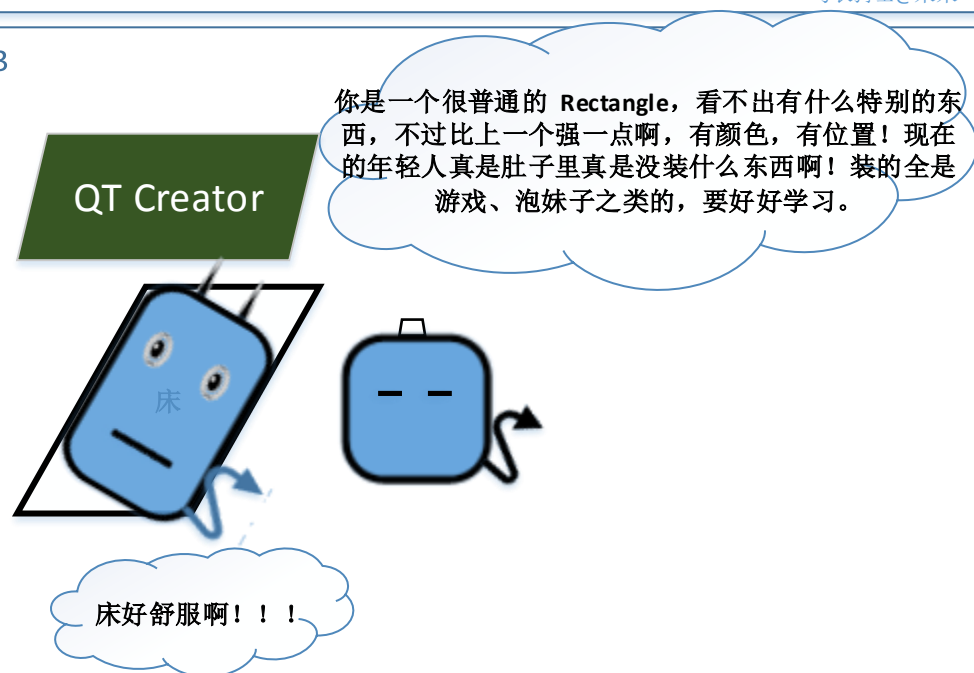 B
你是一个很普通的 Rectangle，看不出有什么特别的东
西，不过比上一个强一点啊，有颜色，有位置！现在
的年轻人真是肚子里真是没装什么东西啊！装的全是
游戏、泡妹子之类的，要好好学习。
QT Creator
床
床好舒服啊！！！